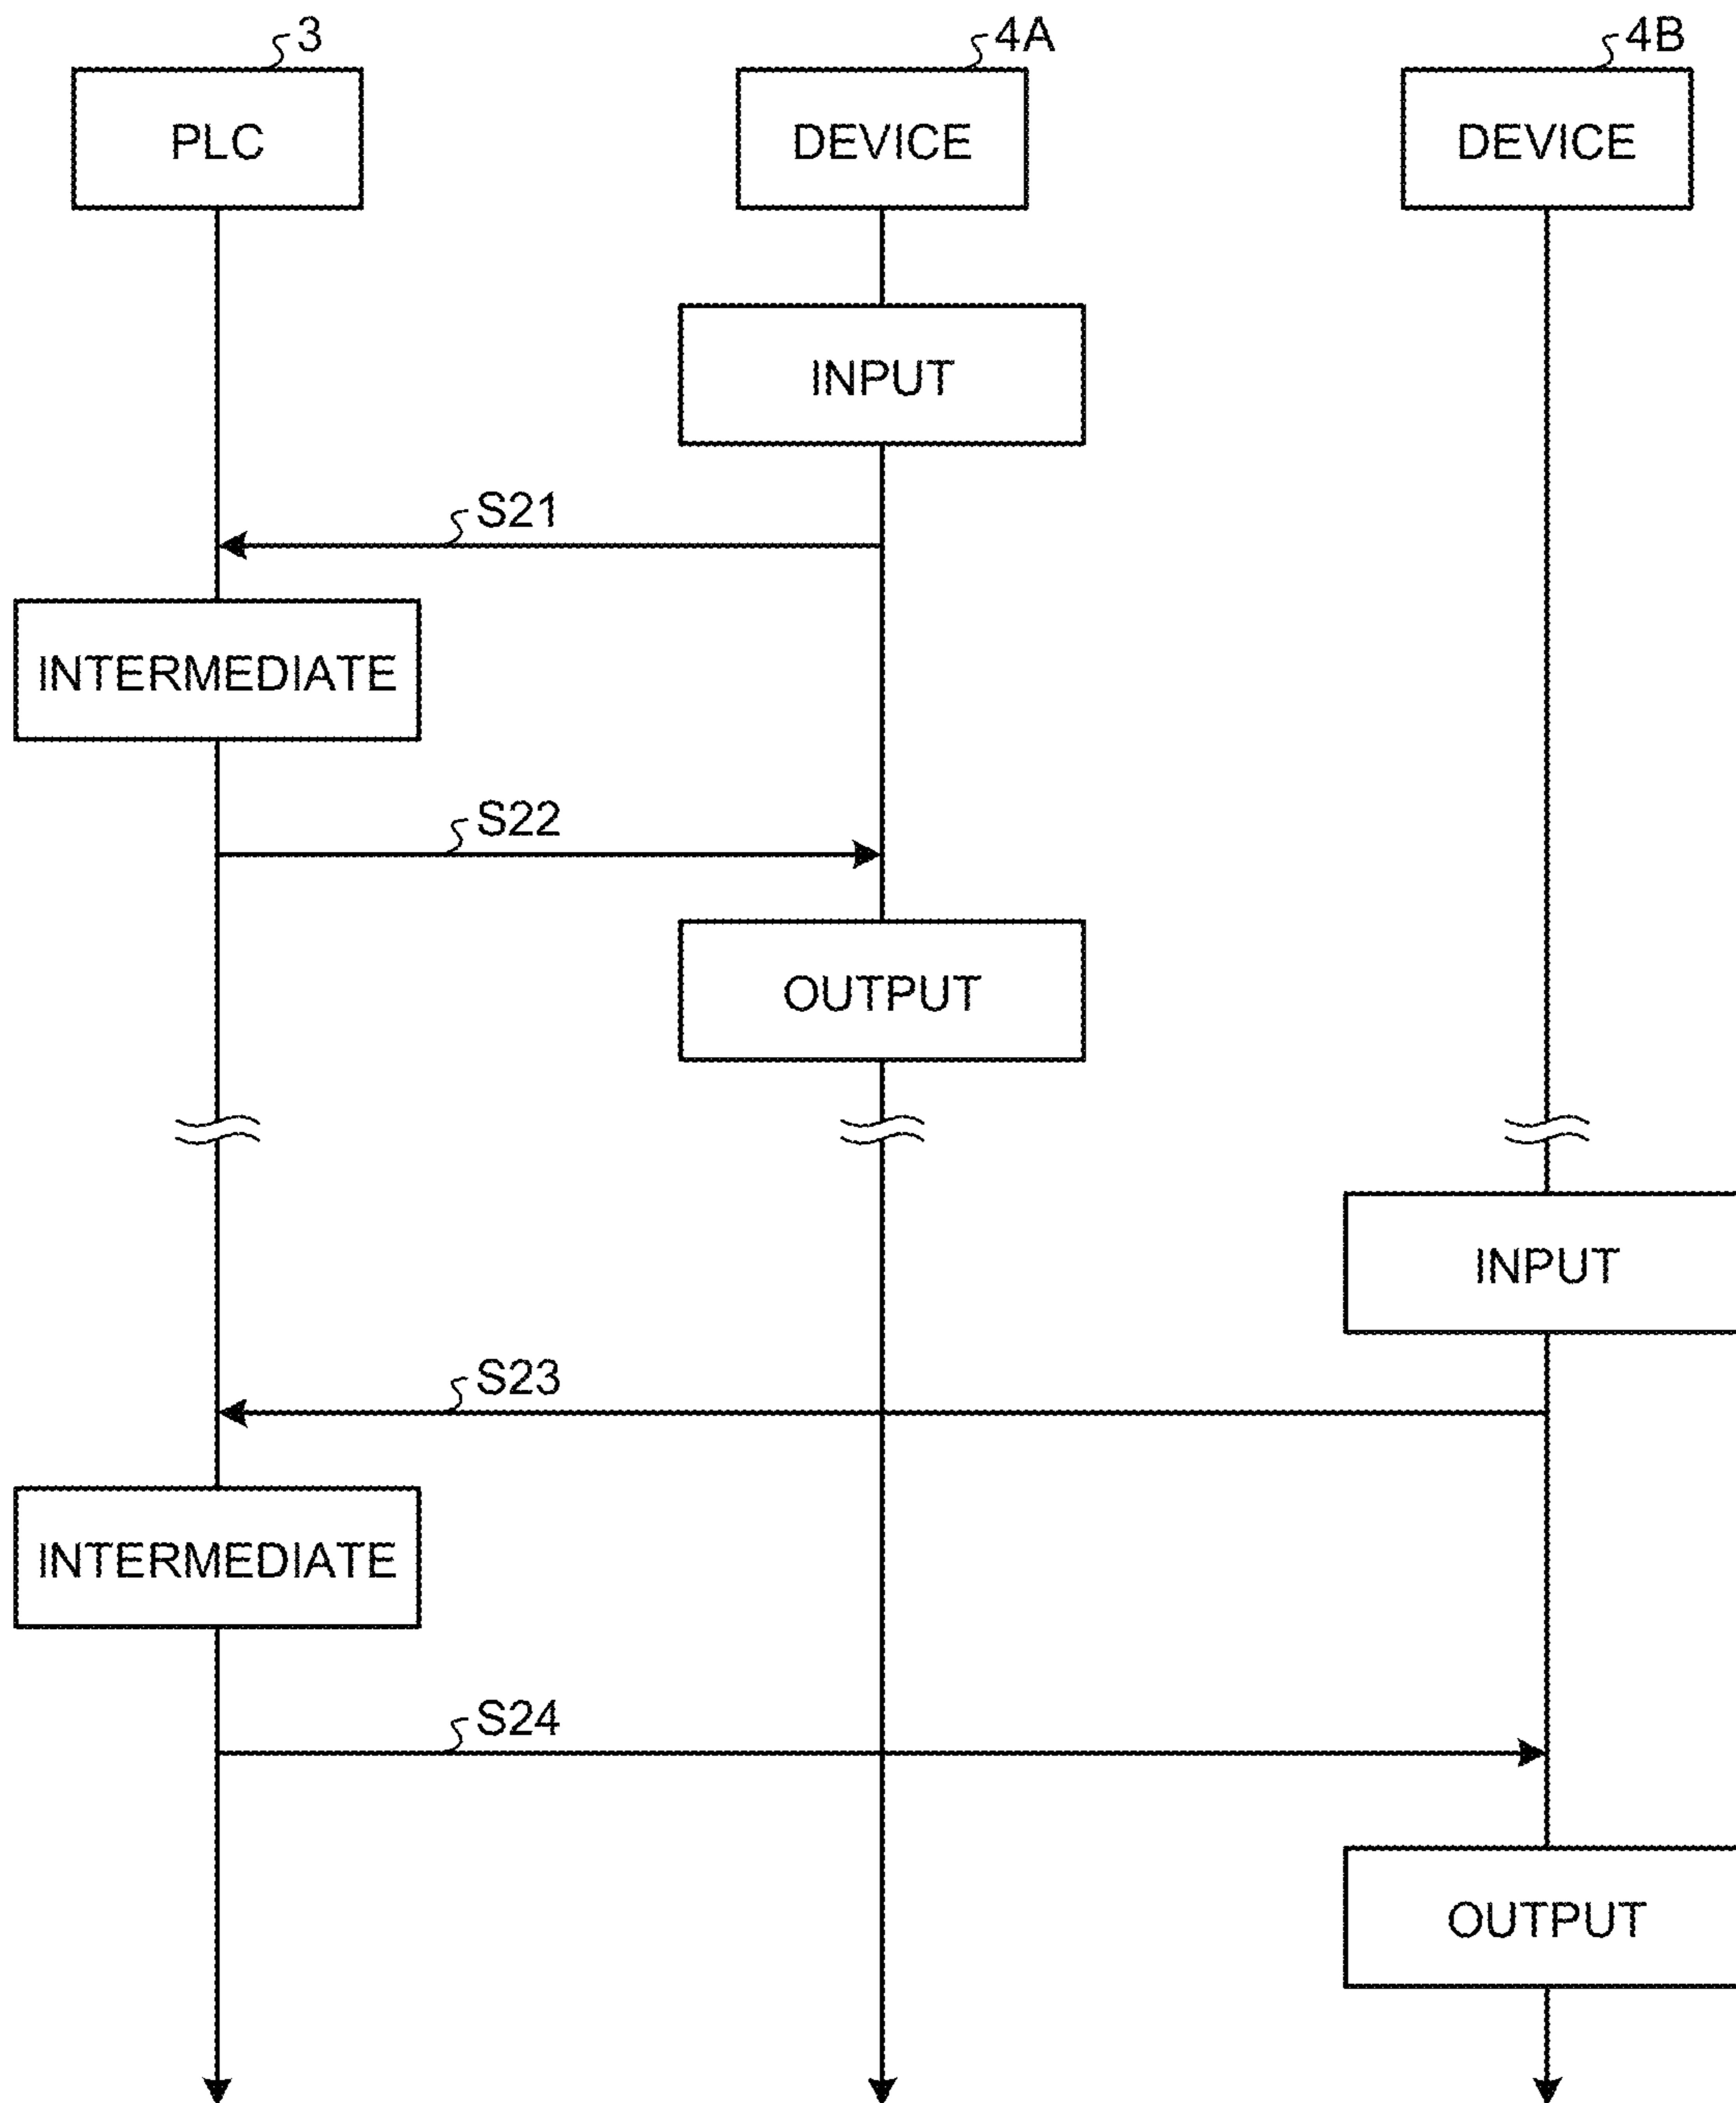 3
4A
4B
PLC
DEVICE
DEVICE
INPUT
S21
INTERMEDIATE
S22
OUTPUT
INPUT
S23
INTERMEDIATE
S24
OUTPUT